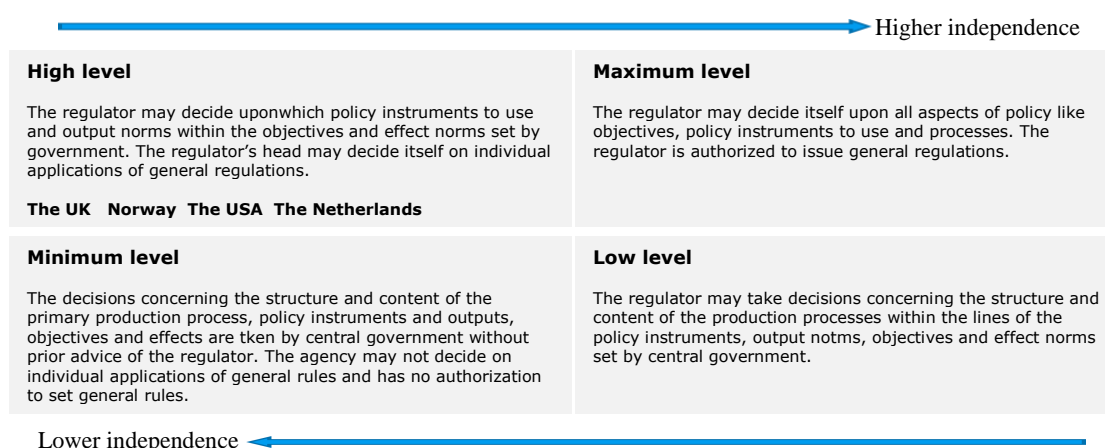 Higher independence
High level
The regulator may decide uponwhich policy instruments to use
and output norms within the objectives and effect norms set by
government. The regulator's head may decide itself on individual
applications of general regulations.
The UK Norway The USA The Netherlands
Maximum level
The regulator may decide itself upon all aspects of policy like
objectives, policy instruments to use and processes. The
regulator is authorized to issue general regulations.
Minimum level
The decisions concerning the structure and content of the
primary production process, policy instruments and outputs,
objectives and effects are tken by central government without
prior advice of the regulator. The agency may not decide on
individual applications of general rules and has no authorization
to set general rules.
Low level
The regulator may take decisions concerning the structure and
content of the production processes within the lines of the
policy instruments, output notms, objectives and effect norms
set by central government.
Lower independence